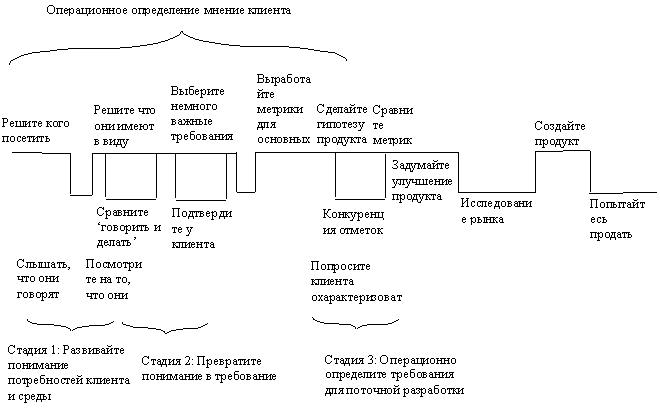 Операционное определение мнение клиента
Решите кого
посетить
Решите что
они имеют
в виду
Выберите
немного
важные
требования
Выработа
йте
метрики
для
основных
Сделайте
гипотезу
продукта
Сравни
те
метрик
Создайте
продукт
Задумайте
улучшение
продукта
Сравните
‘говорить и
делать’
Подтверди
те у
клиента
Конкуренц
ия отметок
Исследовани
е рынка
Попытайт
есь
продать
Слышать,
что они
говорят
Посмотри
те на то,
что они
Попросите
клиента
охарактеризоват
Стадия 1: Развивайте
понимание
потребностей клиента
и среды
Стадия 2: Превратите
понимание в требование
Стадия 3: Операционно
определите требования
для поточной разработки